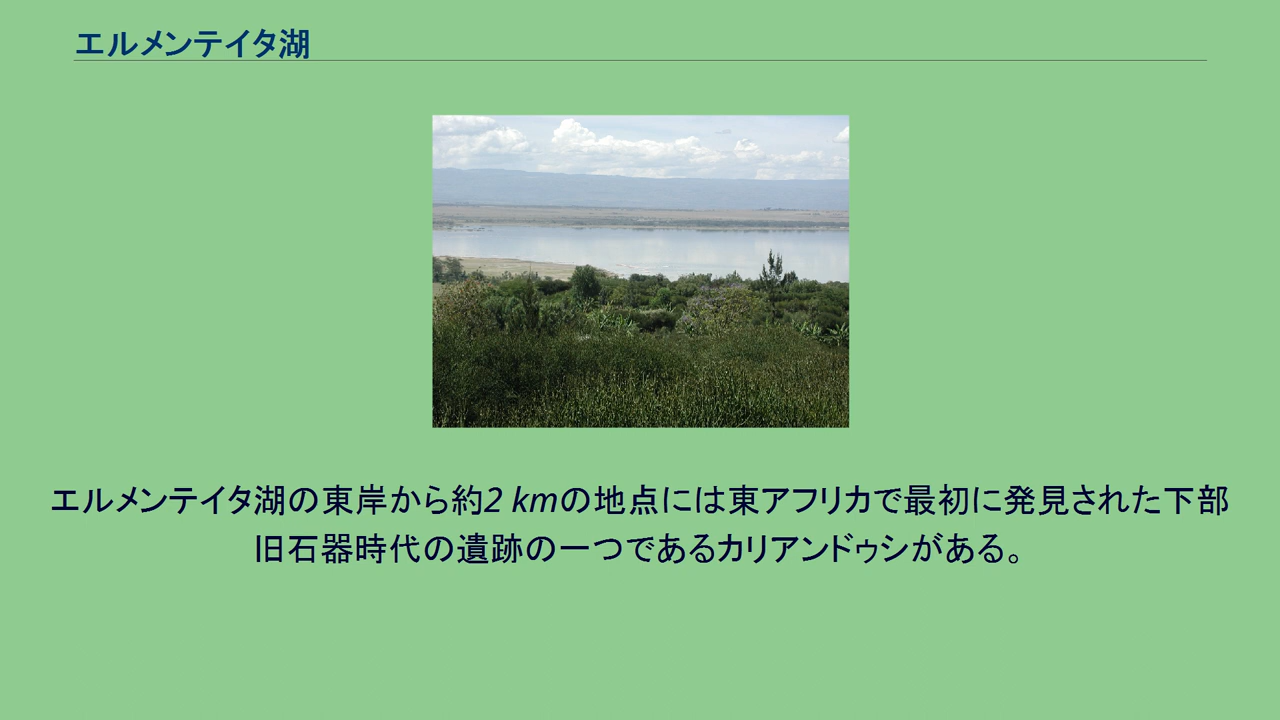 エルメンテイタ湖
エルメンテイタ湖の東岸から約2 kmの地点には東アフリカで最初に発見された下部
旧石器時代の遺跡の一つであるカリアンドゥシがある。